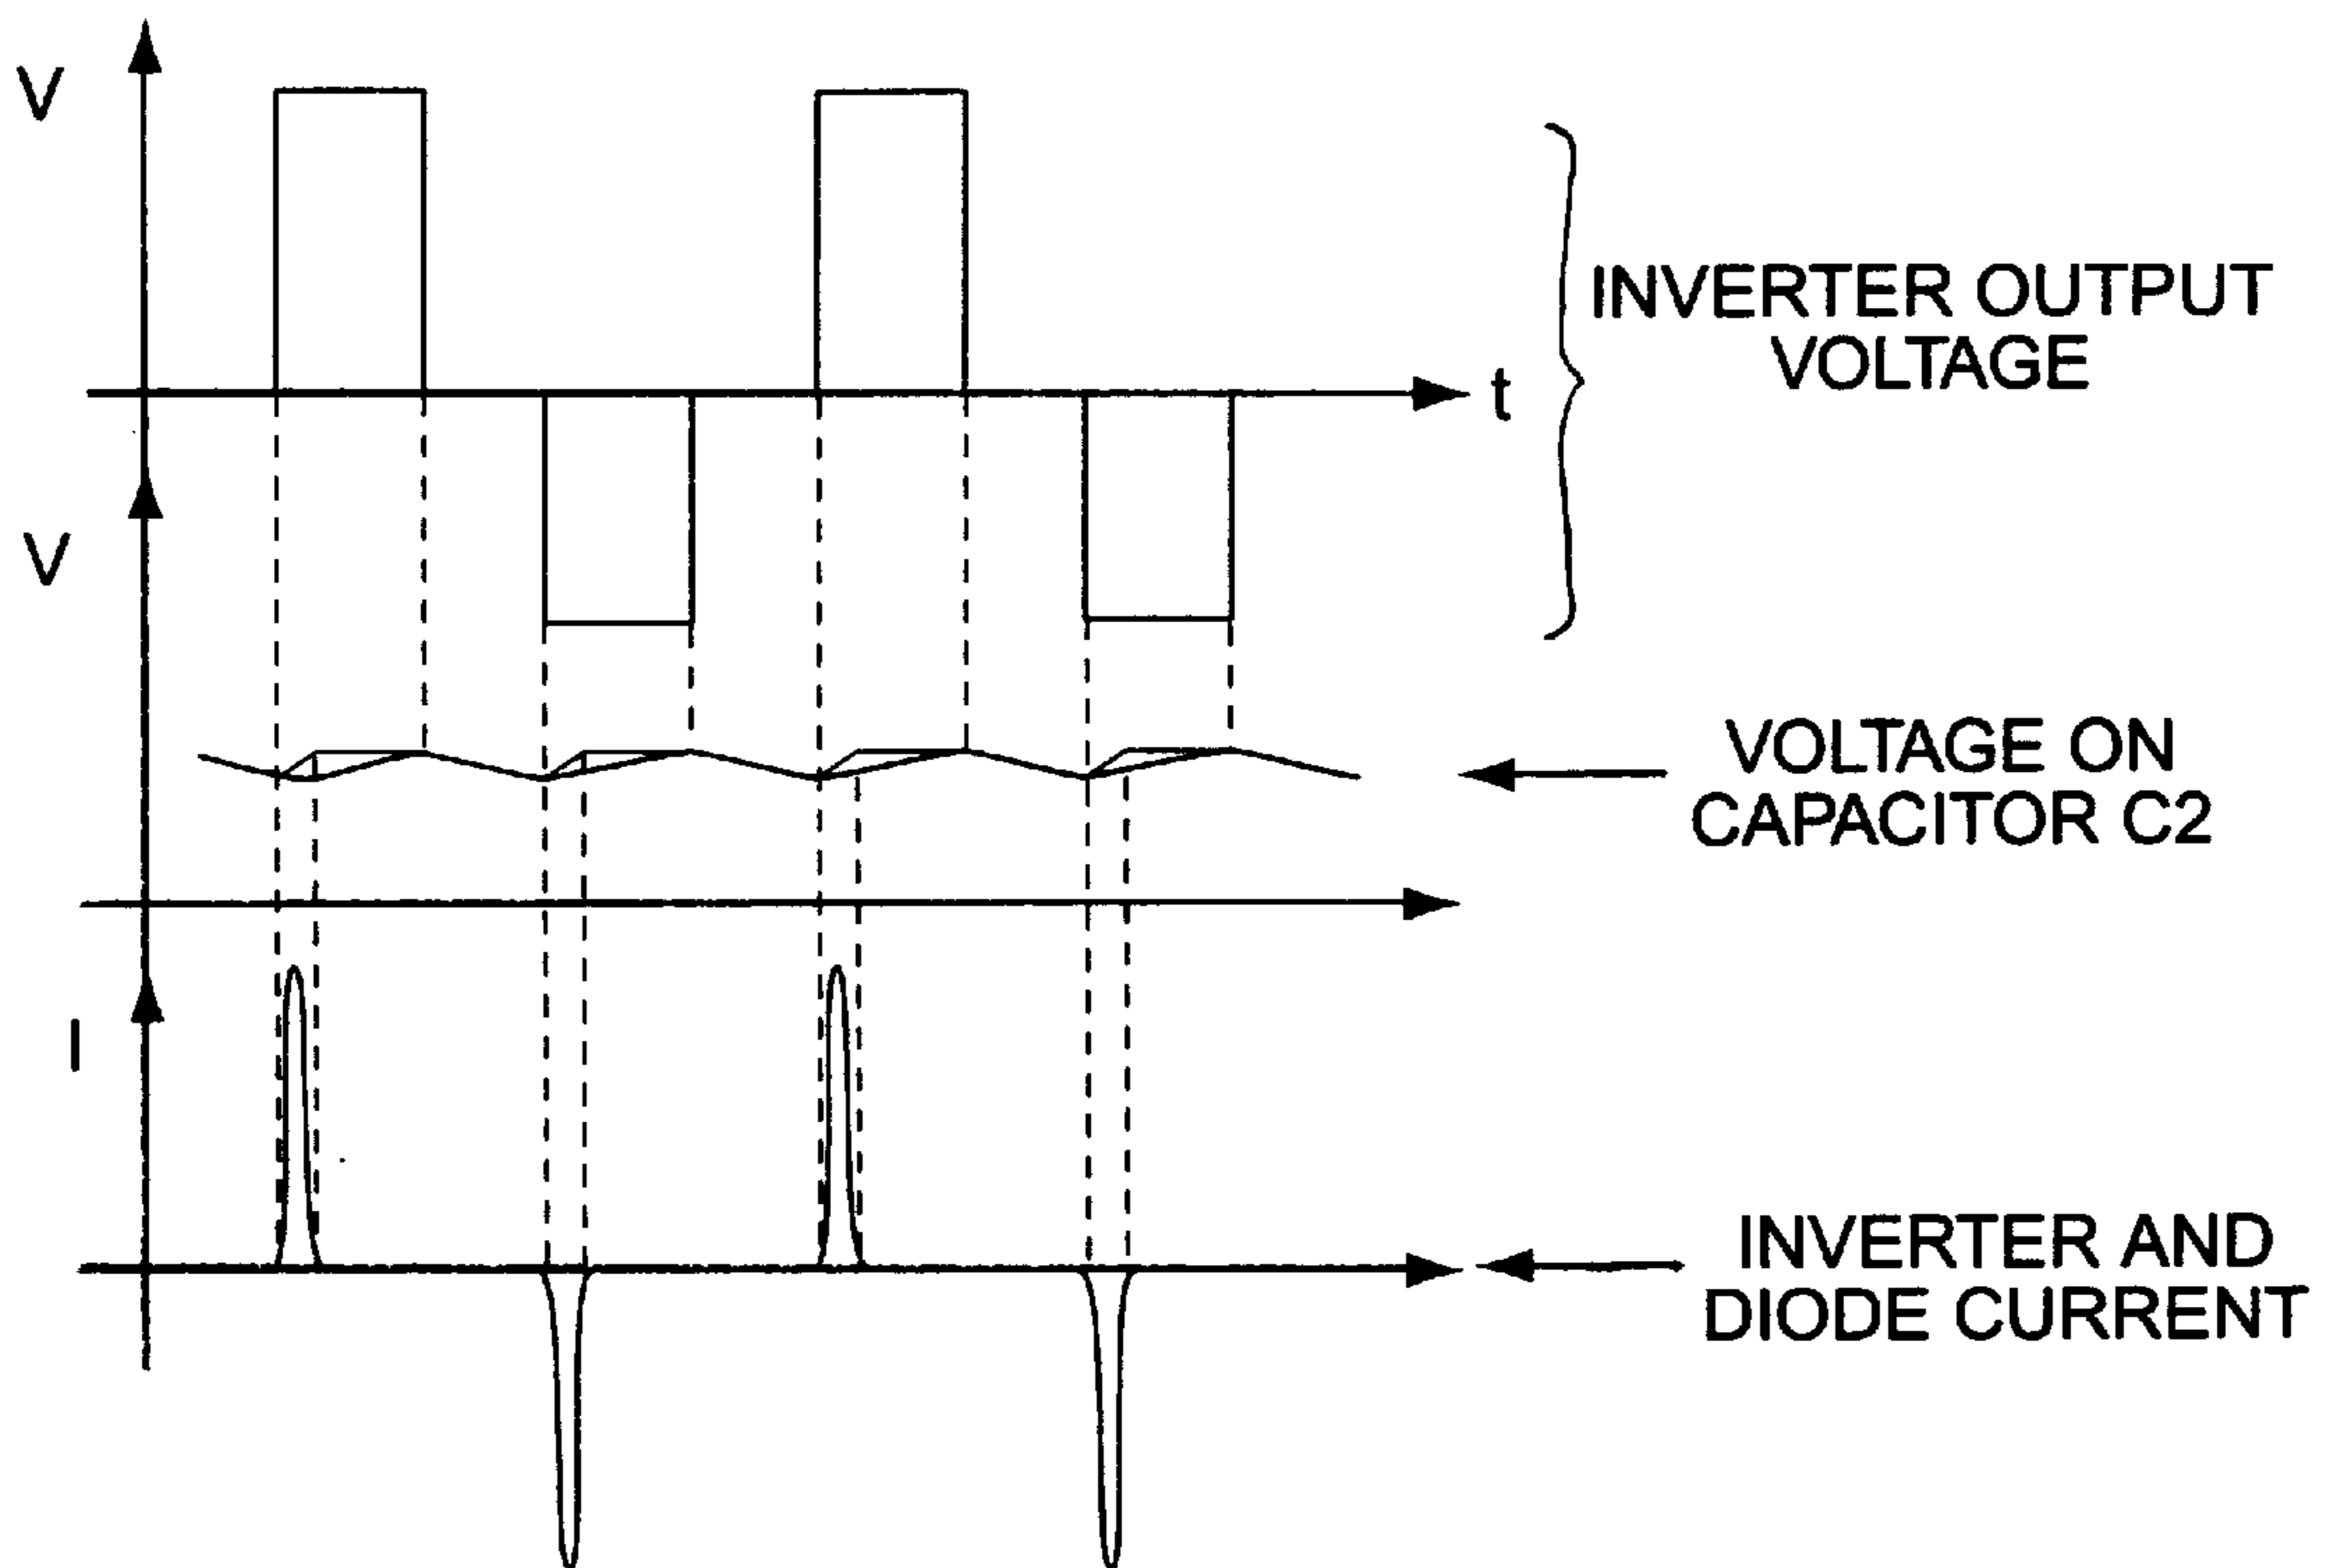 V
INVERTER OUTPUT
VOLTAGE
t
V
VOLTAGE ON
CAPACITOR C2
I
INVERTER AND
DIODE CURRENT